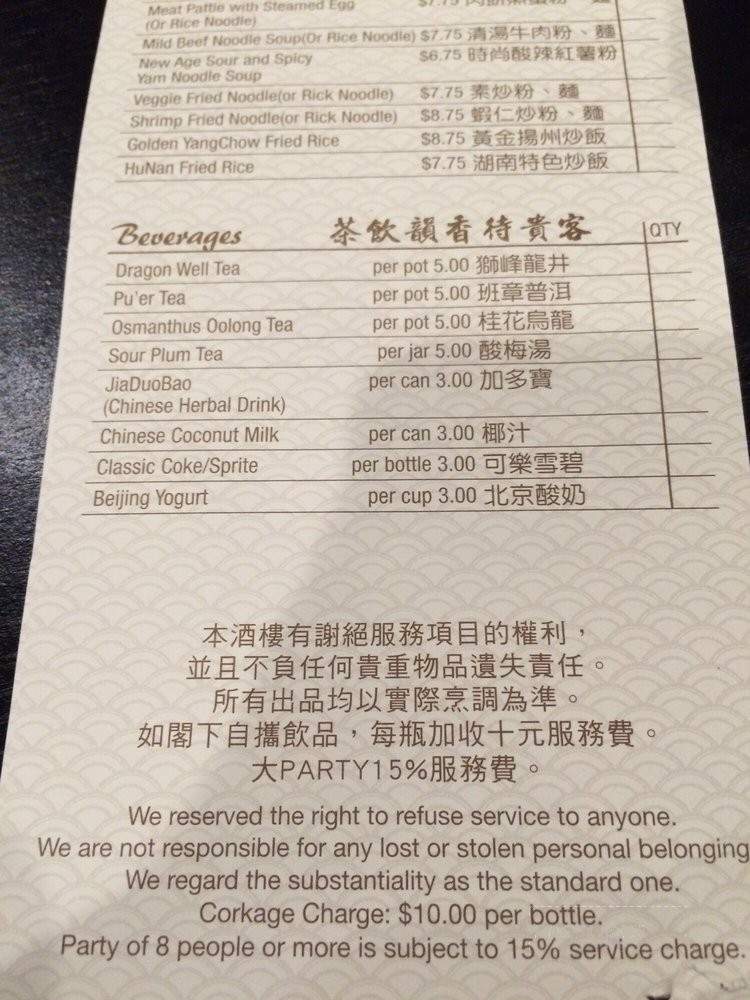 Meat Pattie with Steamed Egg
(Or Rice Noodle)
Mild Beef Noodle Soup(Or Rice Noodle) $7.75 清湯牛肉粉、麵
New Age Sour and Spicy $6.75 時尚酸辣紅薯粉
Yam Noodle Soup
Veggie Fried Noodle(or Rick Noodle) $7.75 素炒粉、麵
Shrimp Fried Noodle(or Rick Noodle) $8.75 蝦仁炒粉、麵
Golden YangChow Fried Rice $8.75 黃金揚州炒飯
HuNan Fried Rice $7.75 湖南特色炒飯
Beverages 茶飲韻香待貴客 QTY
Dragon Well Tea per pot 5.00 獅峰龍井
Pu'er Tea per pot 5.00 班章普洱
Osmanthus Oolong Tea per pot 5.00 桂花烏龍
Sour Plum Tea per jar 5.00 酸梅湯
JiaDuoBao per can 3.00 加多寶
(Chinese Herbal Drink)
Chinese Coconut Milk per can 3.00 椰汁
Classic Coke/Sprite per bottle 3.00 可樂雪碧
Beijing Yogurt per cup 3.00 北京酸奶
本酒樓有謝絕服務項目的權利，
並且不負任何貴重物品遺失責任。
所有出品均以實際烹調為準。
如閣下自攜飲品，每瓶加收十元服務費。
大PARTY15%服務費。
We reserved the right to refuse service to anyone.
We are not responsible for any lost or stolen personal belonging
We regard the substantiality as the standard one.
Corkage Charge: $10.00 per bottle.
Party of 8 people or more is subject to 15% service charge.